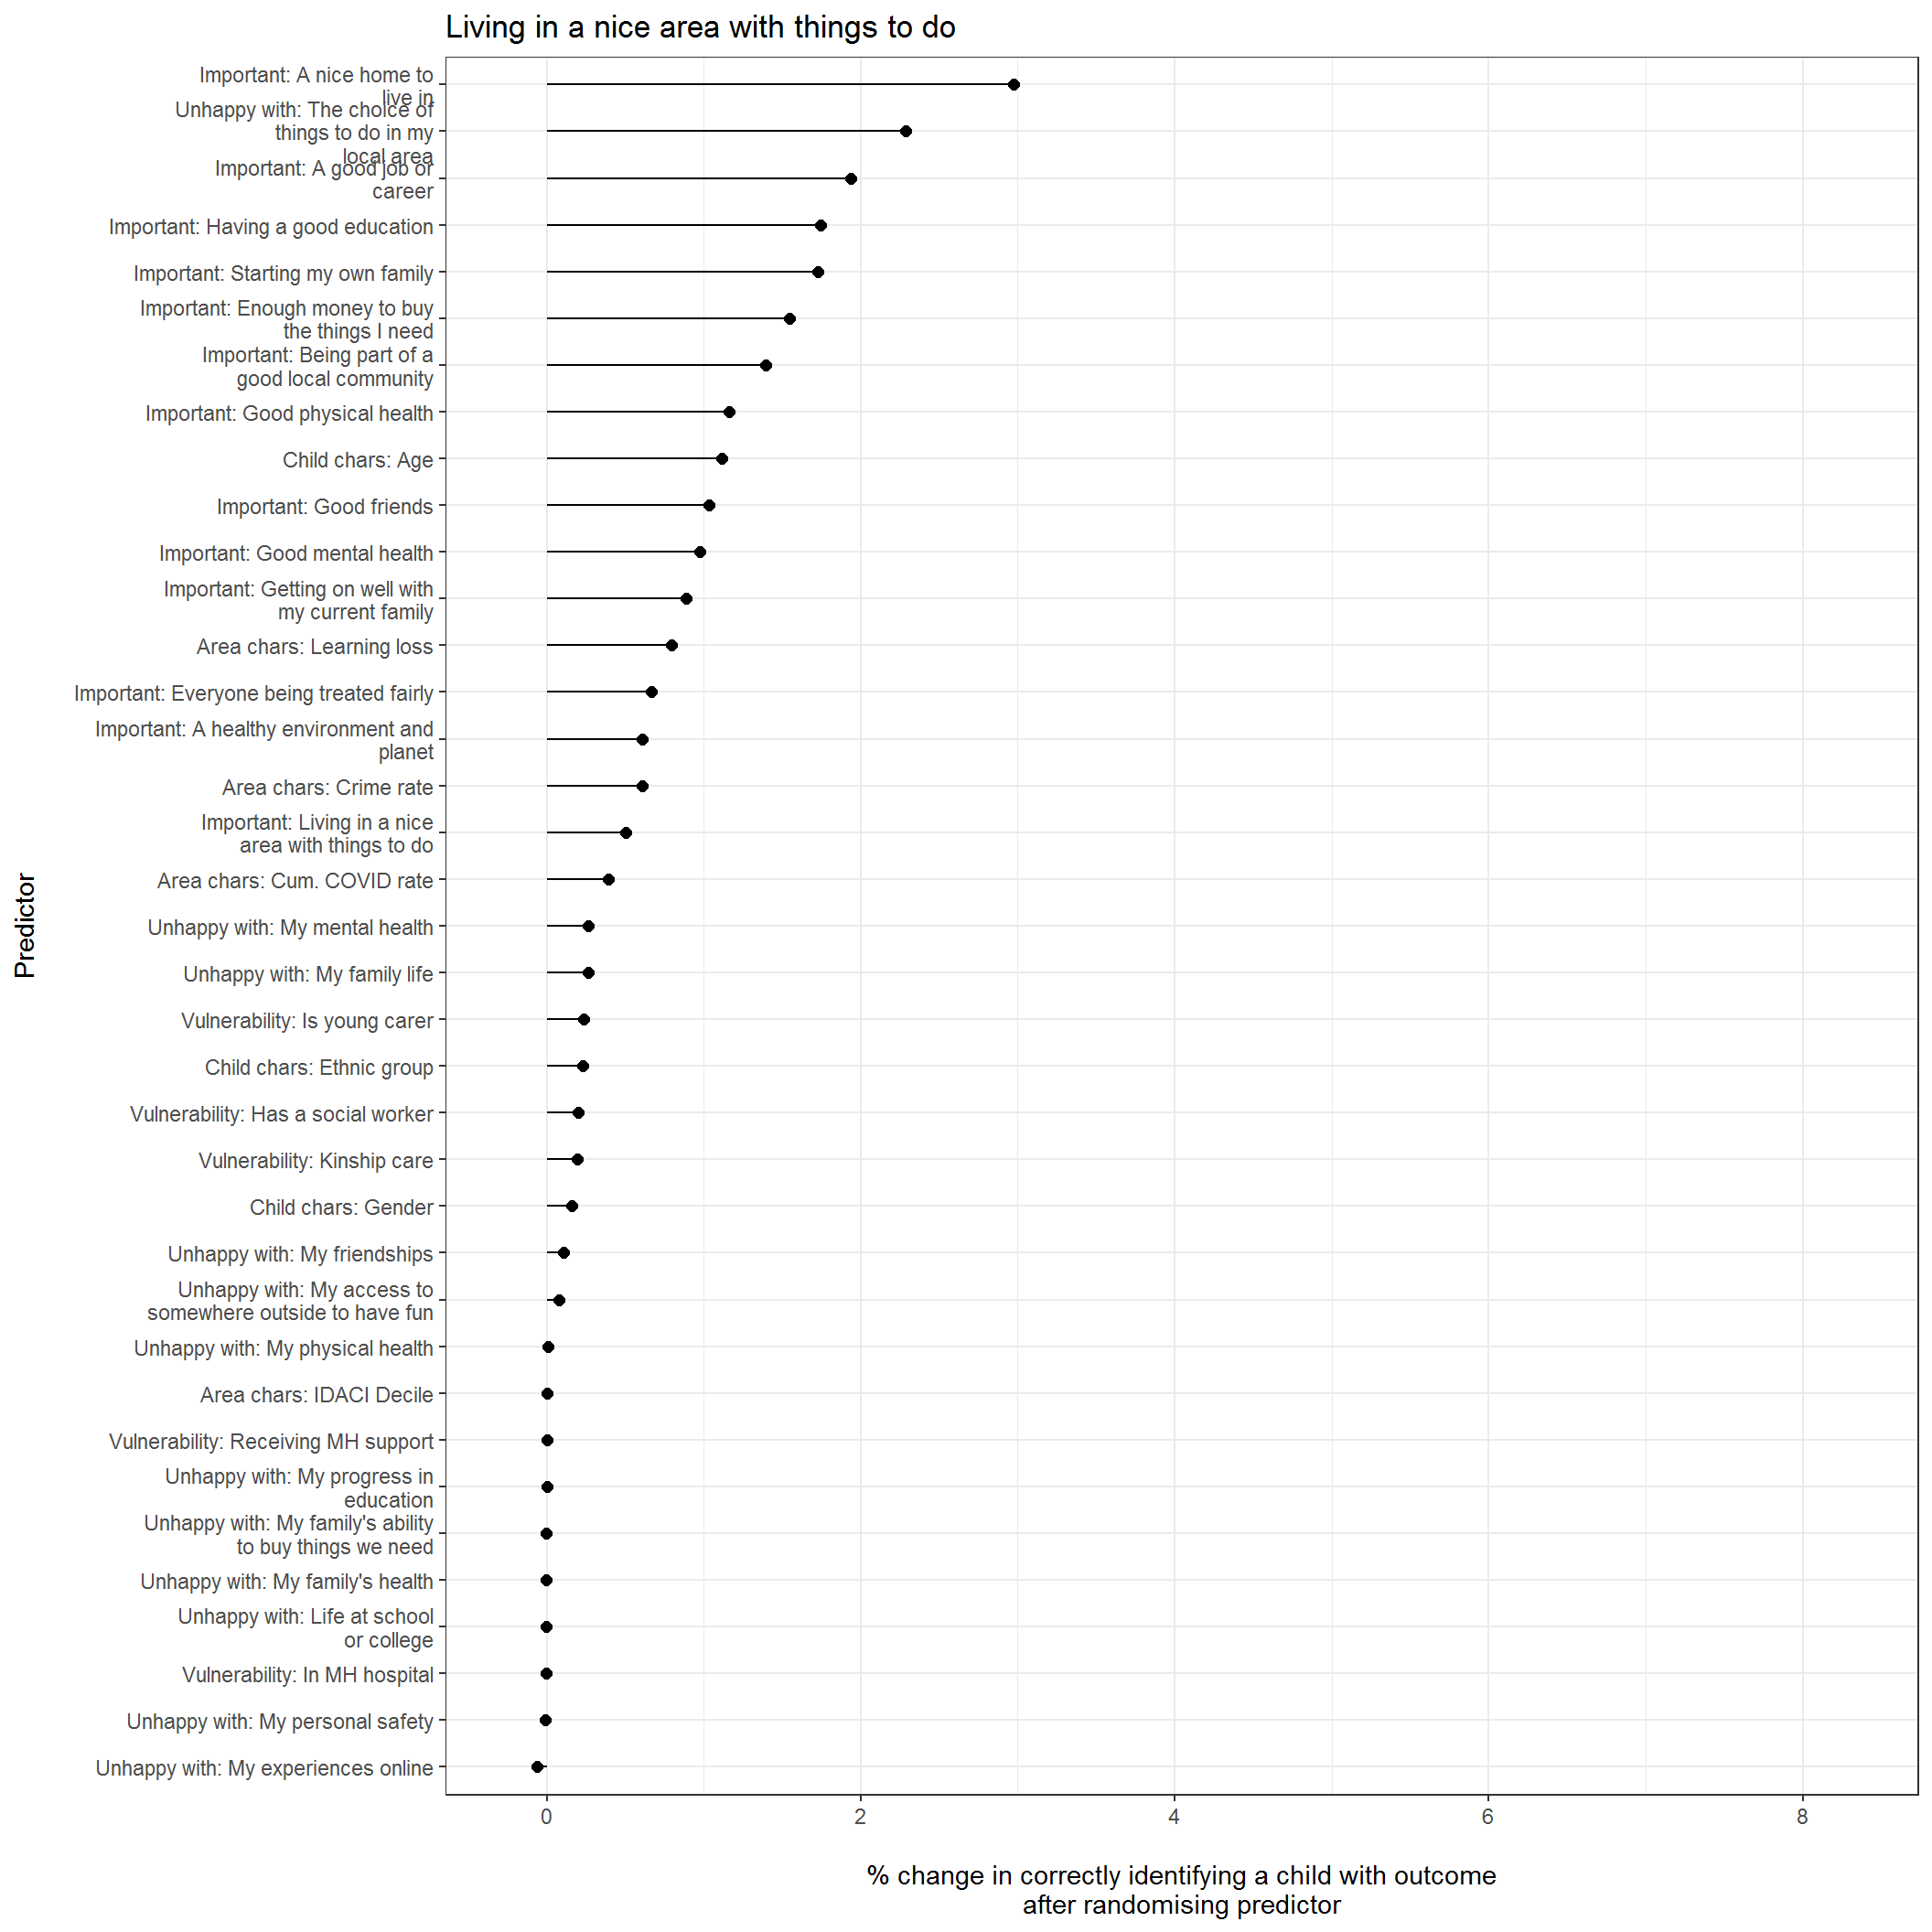 Living in a nice area with things to do
Important: A nice home to
live in
Unhappy with: The choice of
things to do in my
local area
Important: A good job or
career
Important: Having a good education
Important: Starting my own family
Important: Enough money to buy
the things I need
Important: Being part of a
good local community
Important: Good physical health
Child chars: Age
Important: Good friends
Important: Good mental health
Important: Getting on well with
my current family
Area chars: Learning loss
Important: Everyone being treated fairly
Important: A healthy environment and
planet
Area chars: Crime rate
Important: Living in a nice
area with things to do
Area chars: Cum. COVID rate
Unhappy with: My mental health
Unhappy with: My family life
Vulnerability: Is young carer
Child chars: Ethnic group
Vulnerability: Has a social worker
Vulnerability: Kinship care
Child chars: Gender
Unhappy with: My friendships
Unhappy with: My access to
somewhere outside to have fun
Unhappy with: My physical health
Area chars: IDACI Decile
Vulnerability: Receiving MH support
Unhappy with: My progress in
education
Unhappy with: My family's ability
to buy things we need
Unhappy with: My family's health
Unhappy with: Life at school
or college
Vulnerability: In MH hospital
Unhappy with: My personal safety
Unhappy with: My experiences online
Predictor
0 2 4 6 8
% change in correctly identifying a child with outcome
after randomising predictor